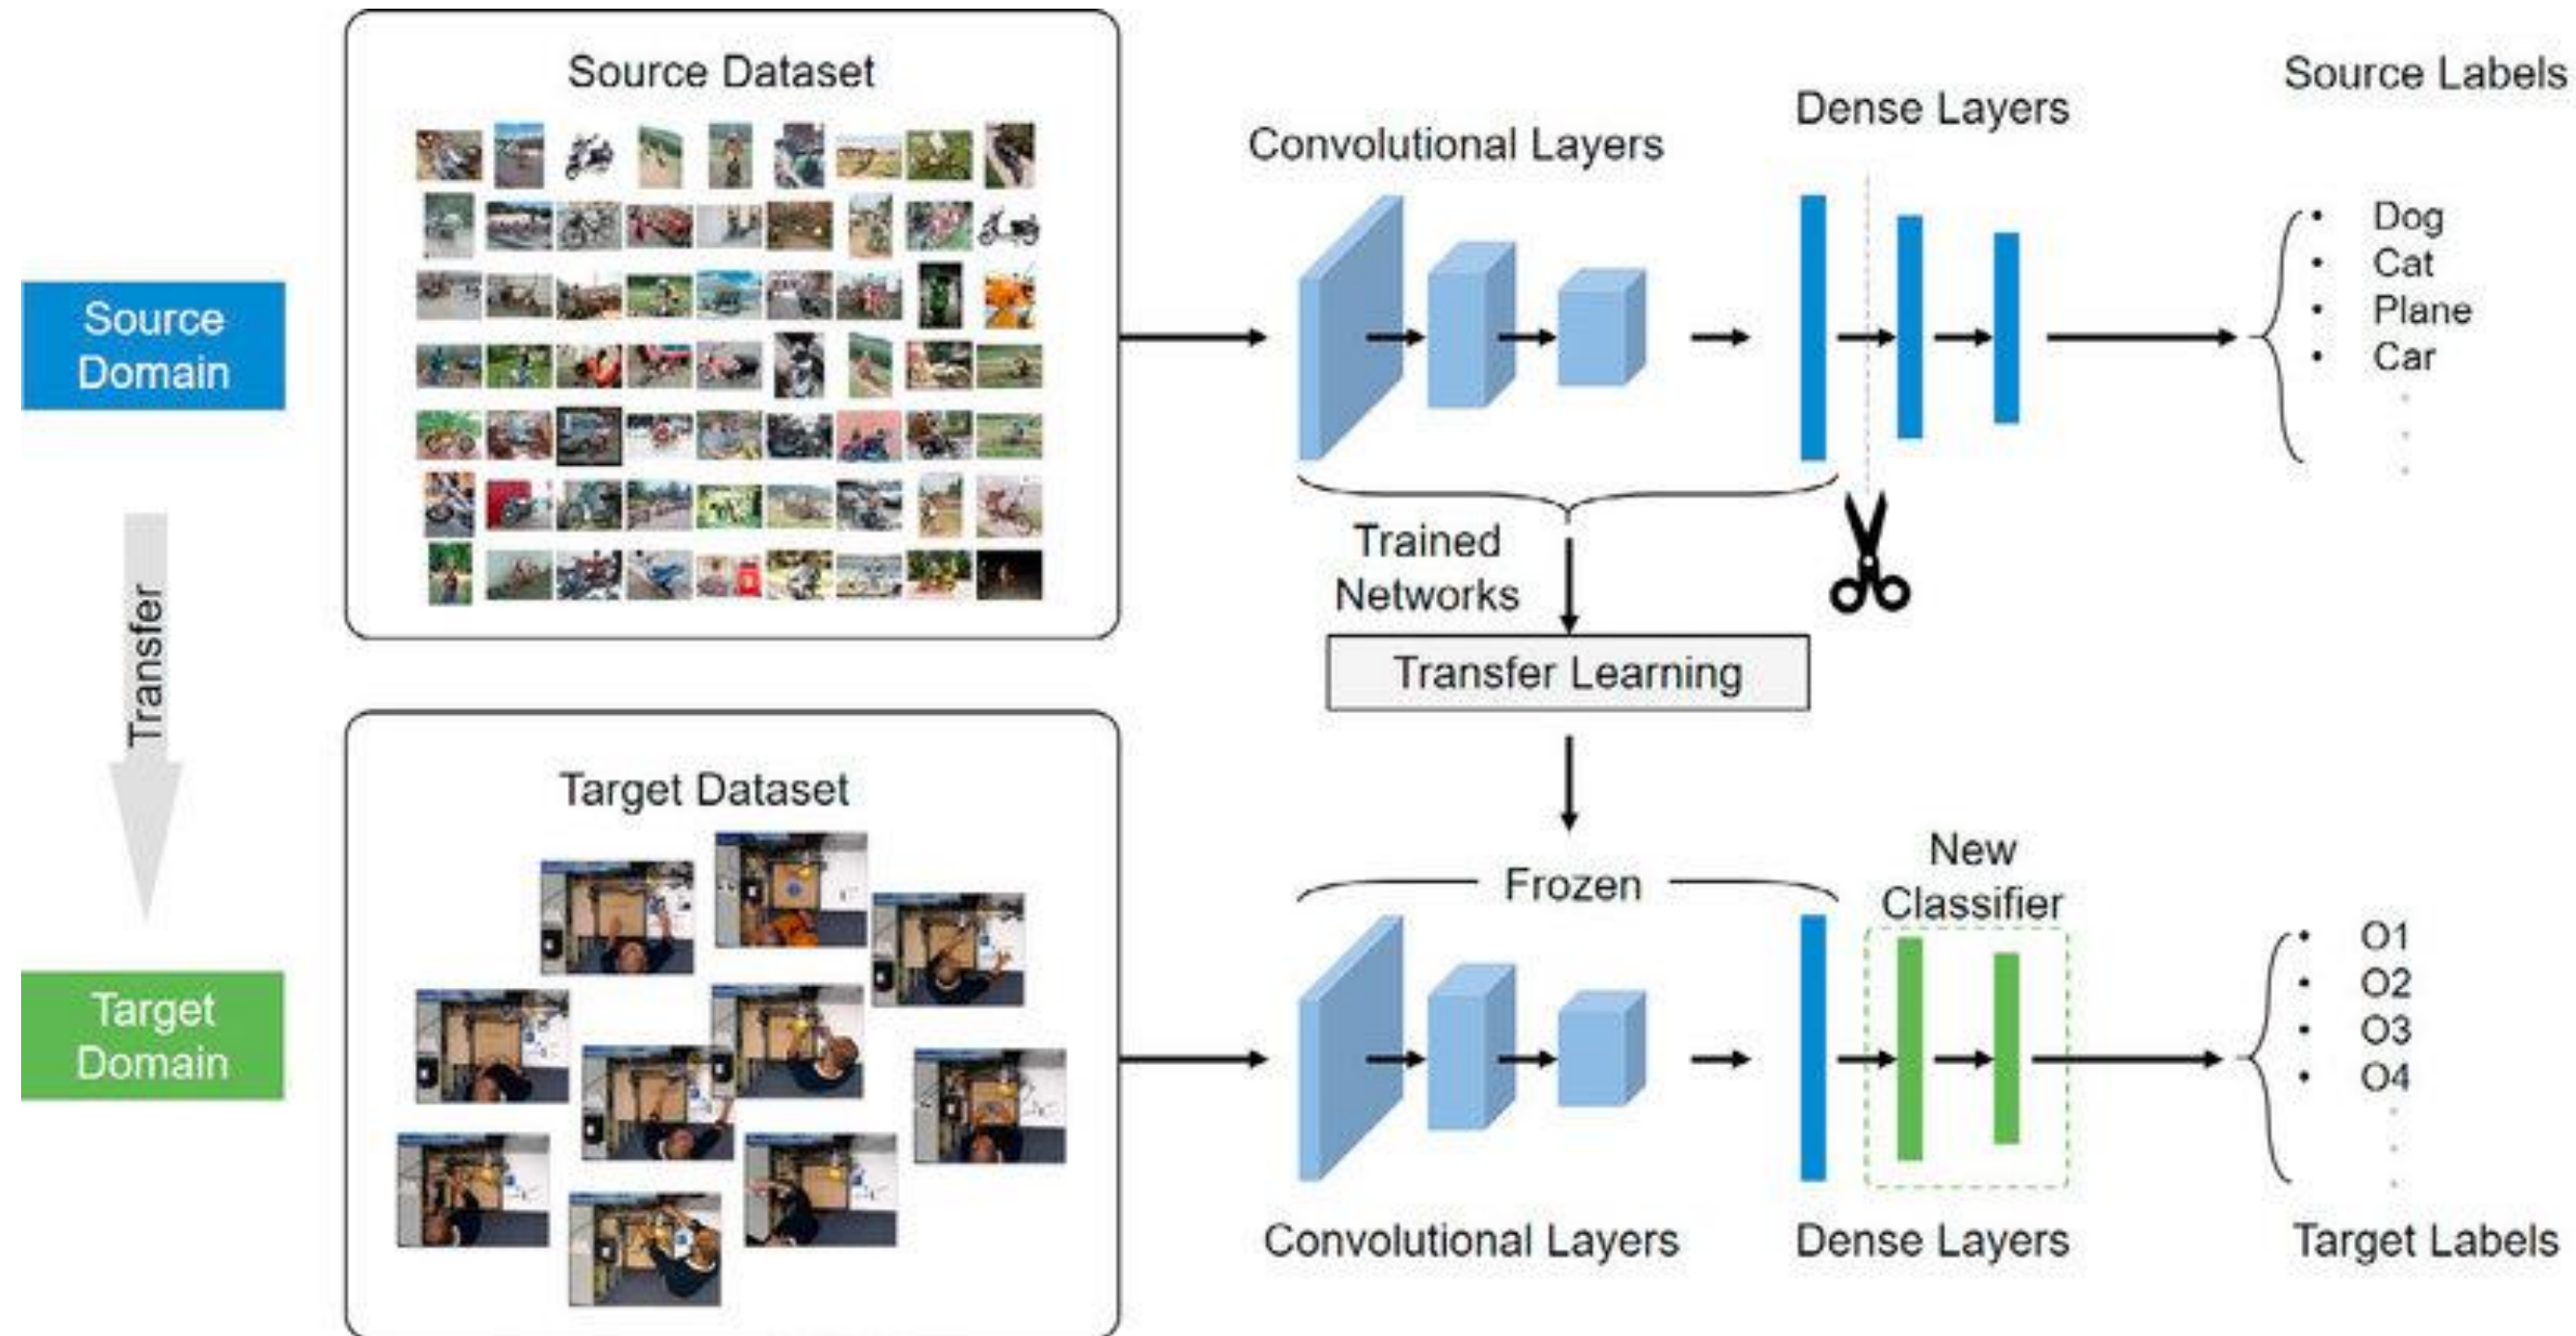 Source Dataset
Source Labels
Dense Layers
Convolutional Layers
• Dog
• Cat
• Plane
• Car
Source
Domain
Trained
Networks
Transfer Learning
Transfer
Target Dataset
New
Classifier
Frozen
• O1
• O2
• O3
• O4
Target
Domain
Convolutional Layers
Dense Layers
Target Labels